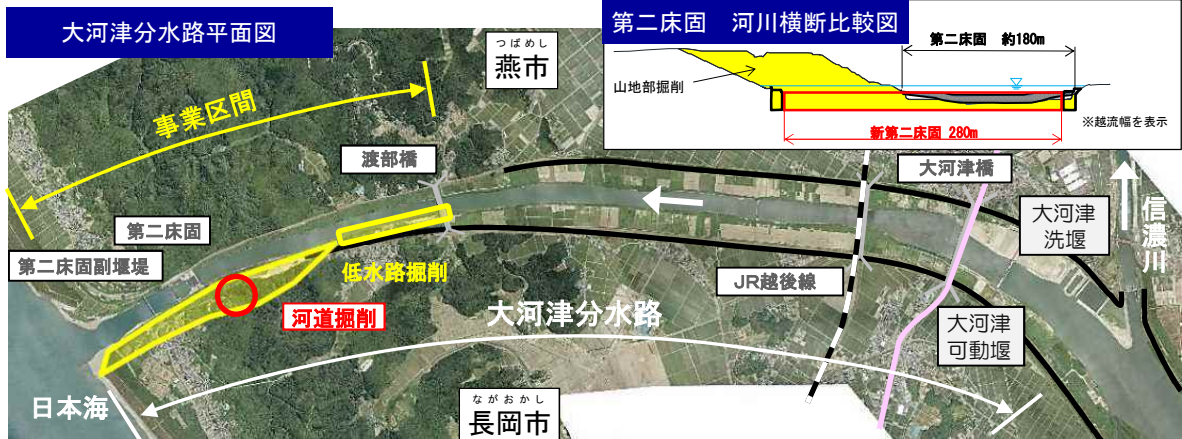 大河津分水路平面図
第二床固 河川横断比較図
第二床固 約180m
山地部掘削
新第二床固 280m
※越流幅を表示
つばめし
燕市
事業区間
渡部橋
大河津橋
大河津
洗堰
信濃川
第二床固
第二床固副堰堤
低水路掘削
河道掘削
JR越後線
大河津分水路
大河津
可動堰
日本海
ながおかし
長岡市